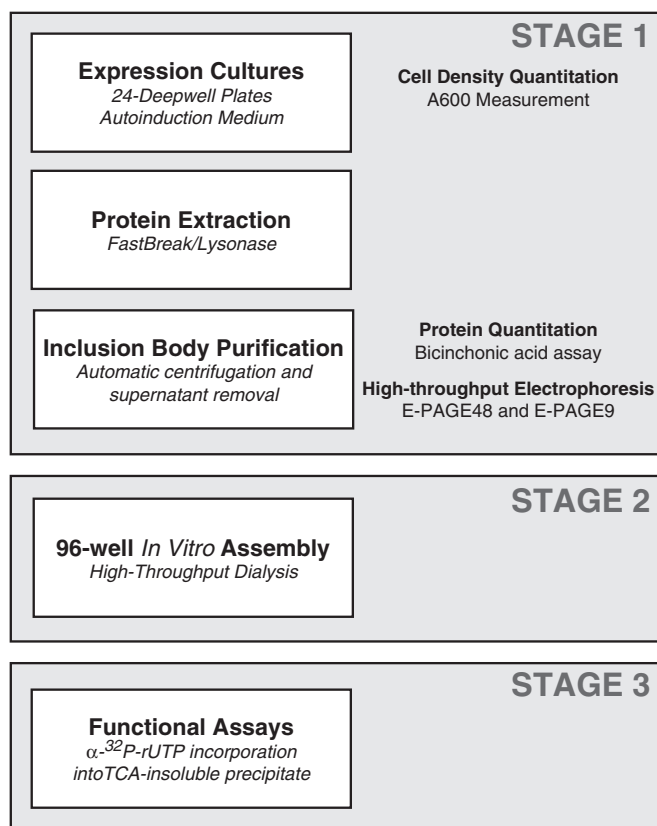 STAGE 1
Expression Cultures
24-Deepwell Plates
Autoinduction Medium
Cell Density Quantitation
A600 Measurement
Protein Extraction
FastBreak/Lysonase
Inclusion Body Purification
Automatic centrifugation and
supernatant removal
Protein Quantitation
Bicinchonic acid assay
High-throughput Electrophoresis
E-PAGE48 and E-PAGE9
STAGE 2
96-well In Vitro Assembly
High-Throughput Dialysis
STAGE 3
Functional Assays
α-32P-rUTP incorporation
intoTCA-insoluble precipitate